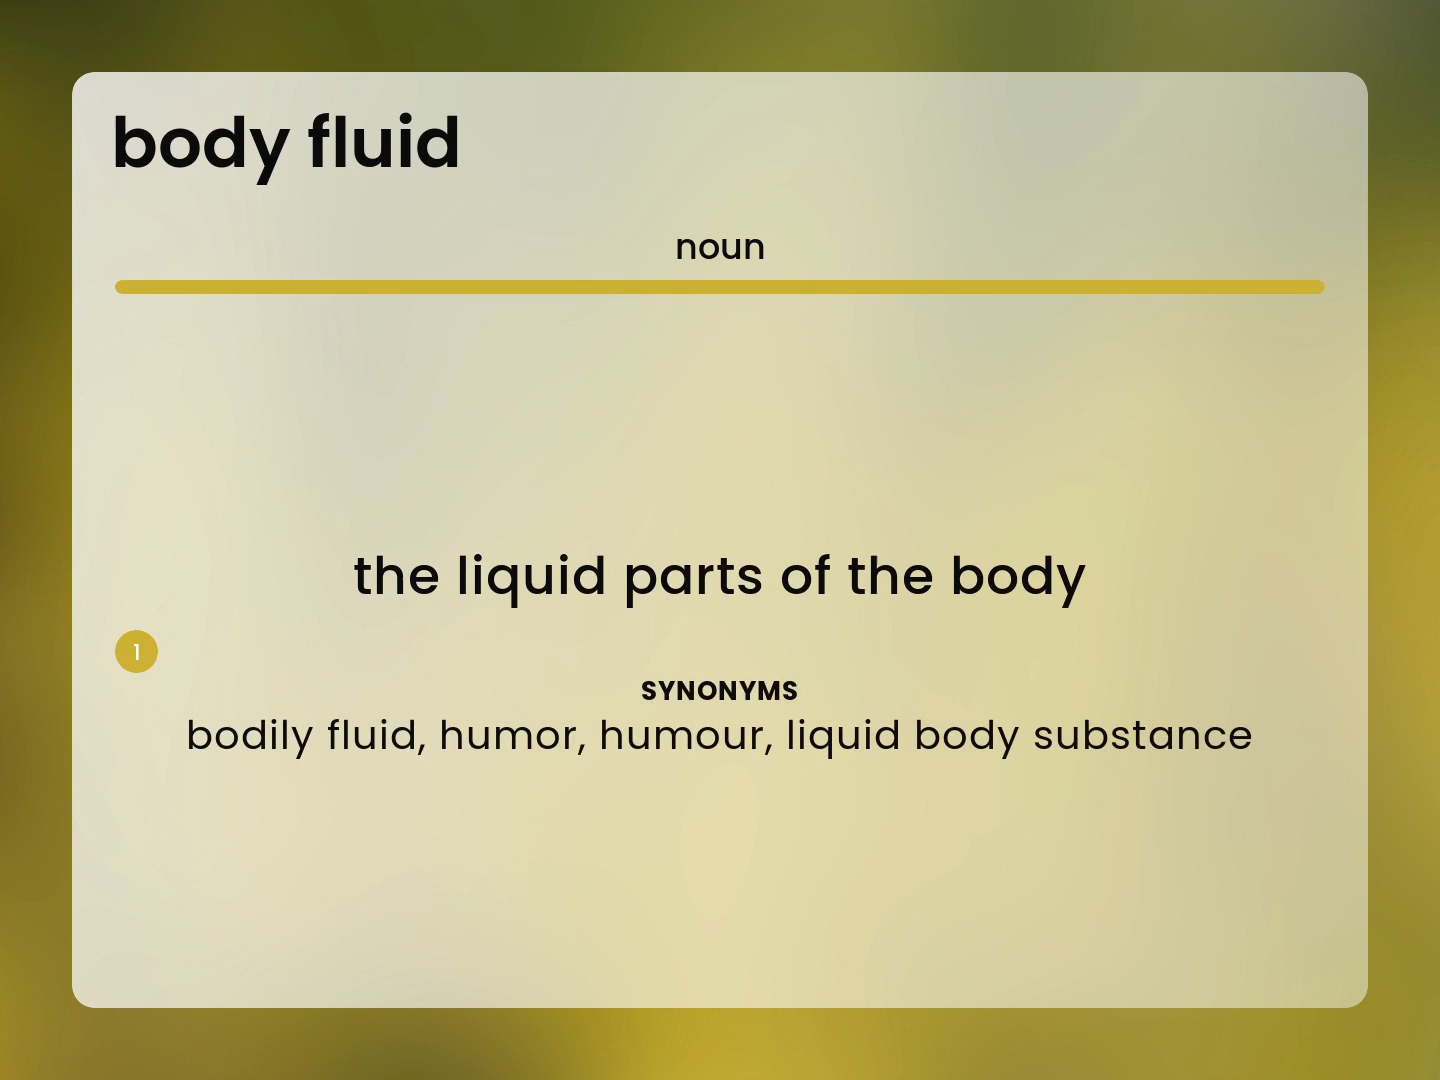 body fluid
noun
the liquid parts of the body
1
SYNONYMS
bodily fluid, humor, humour, liquid body substance